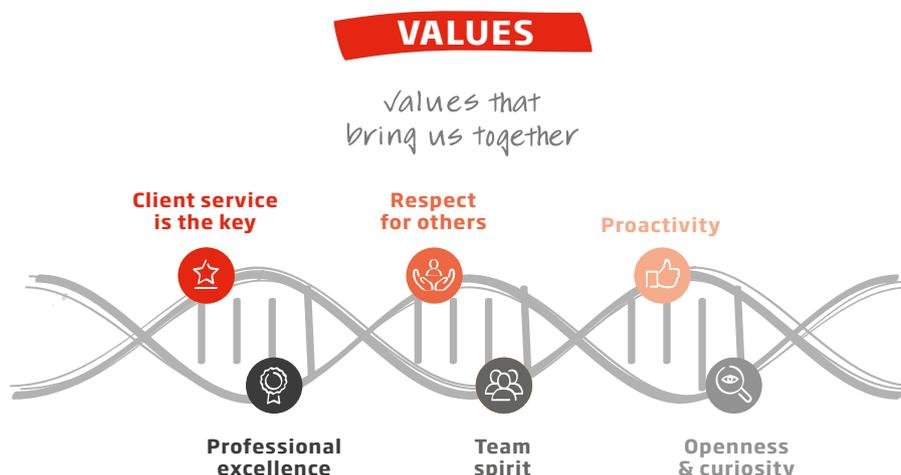 VALUES
values that
bring us together
Client service
is the key
Respect
for others
Proactivity
Professional
excellence
Team
spirit
Openness
& curiosity